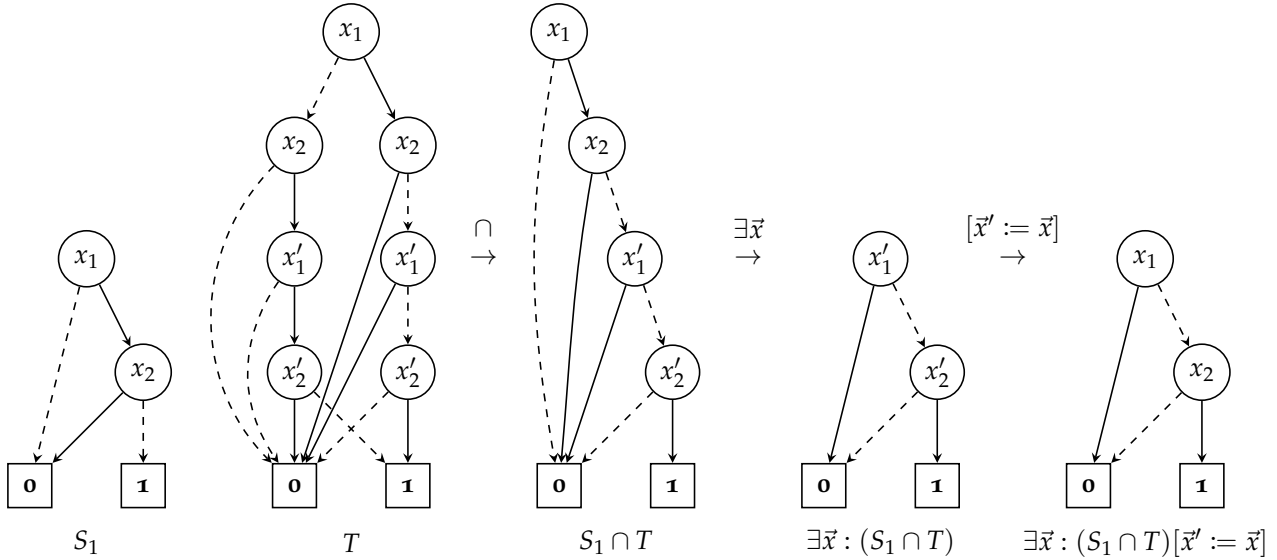 x₁
x₁
x₂
x₂
x₂
∩
→
∃x⃗
→
[x⃗′ := x⃗]
→
x₁
x₁′
x₁′
x₁′
x₁′
x₁
x₂
x₂′
x₂′
x₂′
x₂′
x₂
0 1
0 1
0 1
0 1
0 1
S₁
T
S₁ ∩ T
∃x⃗ : (S₁ ∩ T)
∃x⃗ : (S₁ ∩ T)[x⃗′ := x⃗]